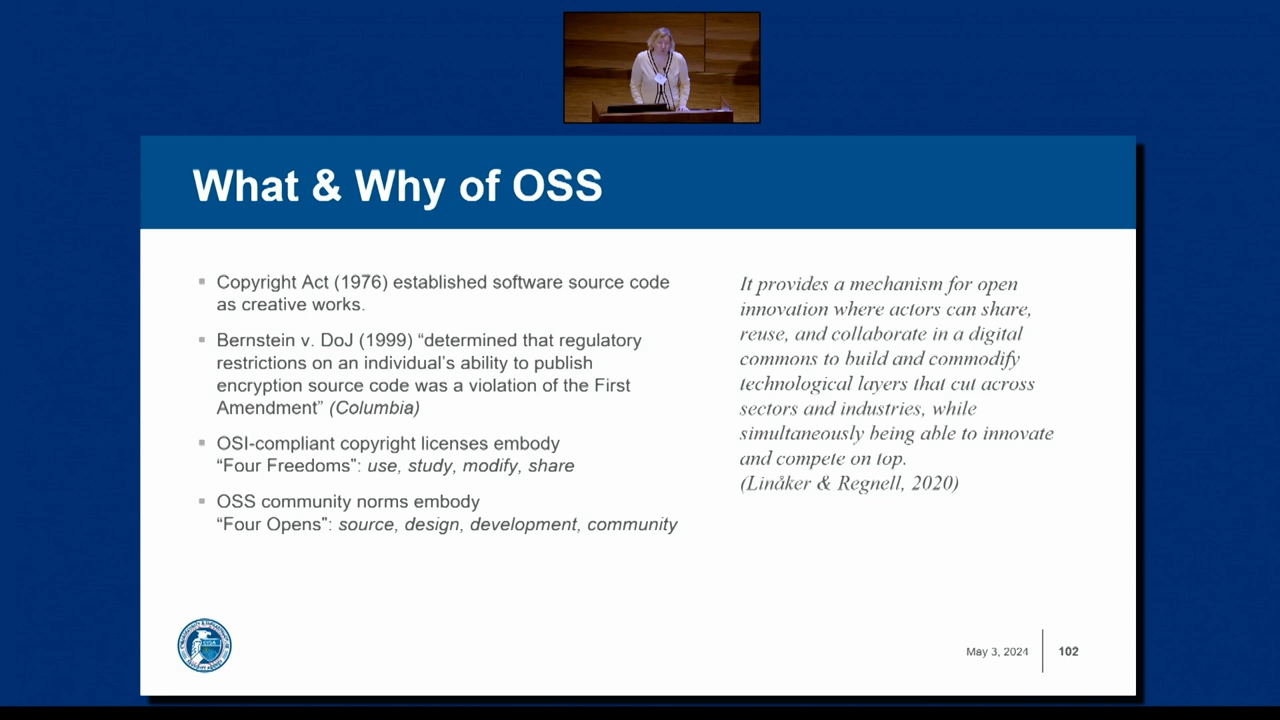 What & Why of OSS
Copyright Act (1976) established software source code
as creative works.
Bernstein v. DoJ (1999) “determined that regulatory
restrictions on an individual’s ability to publish
encryption source code was a violation of the First
Amendment” (Columbia)
OSI-compliant copyright licenses embody
“Four Freedoms”: use, study, modify, share
OSS community norms embody
“Four Opens”: source, design, development, community
It provides a mechanism for open
innovation where actors can share,
reuse, and collaborate in a digital
commons to build and commodify
technological layers that cut across
sectors and industries, while
simultaneously being able to innovate
and compete on top.
(Linåker & Regnell, 2020)
May 3, 2024
102